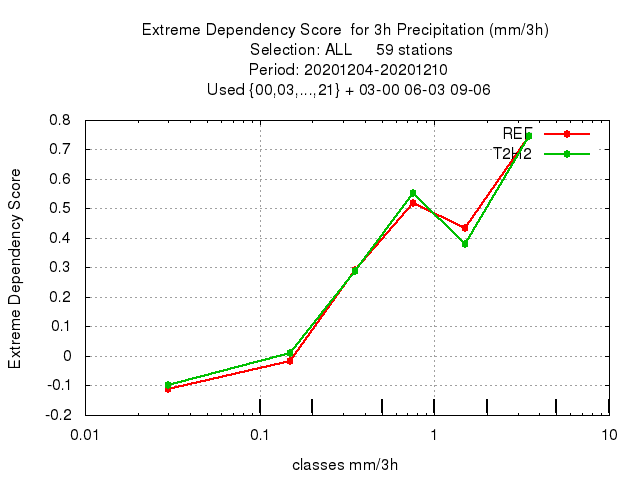 Extreme Dependency Score for 3h Precipitation (mm/3h)
Selection: ALL 59 stations
Period: 20201204-20201210
Used {00,03,...,21} + 03-00 06-03 09-06
REF
T2H2
0.8
0.7
0.6
0.5
0.4
0.3
0.2
0.1
0
-0.1
-0.2
Extreme Dependency Score
0.01
0.1
1
10
classes mm/3h